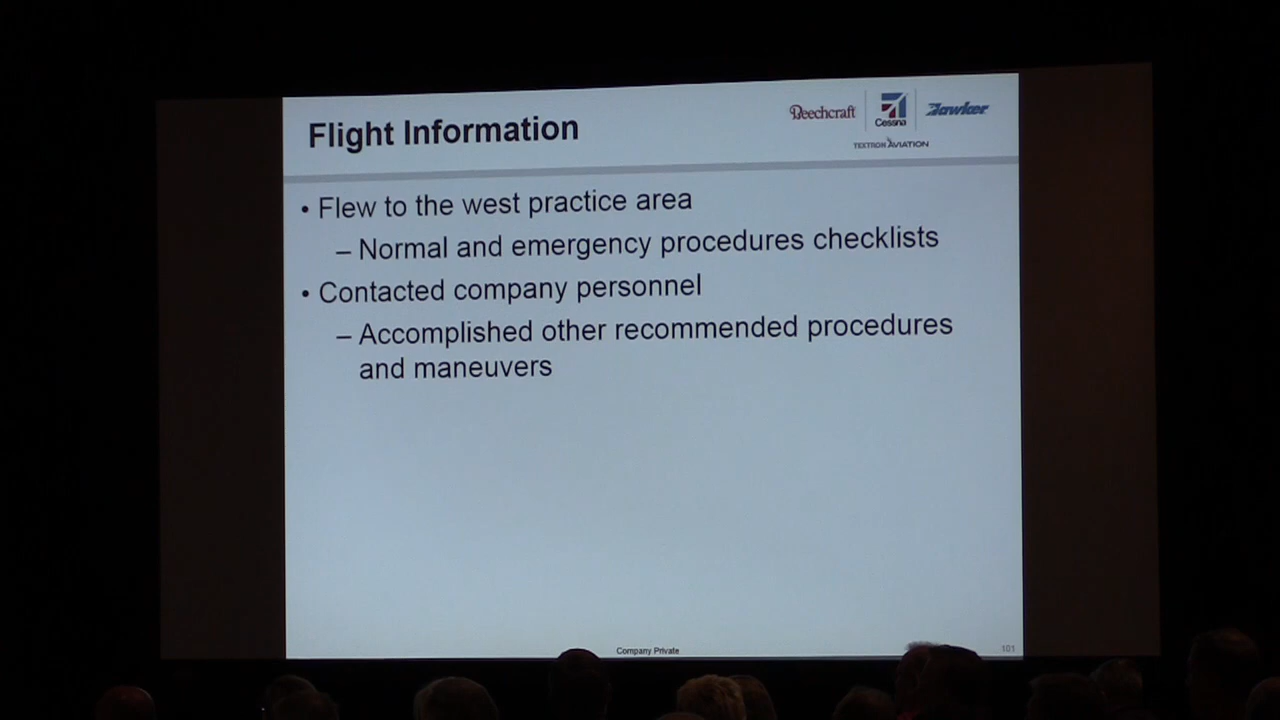 Flight Information
Beechcraft
Cessna
Hawker
TEXTRON AVIATION
• Flew to the west practice area
– Normal and emergency procedures checklists
• Contacted company personnel
– Accomplished other recommended procedures
and maneuvers
Company Private
101